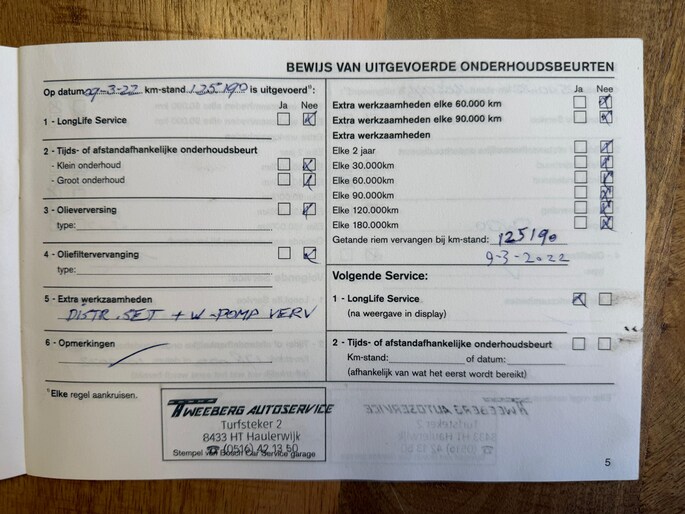 BEWIJS VAN UITGEVOERDE ONDERHOUDSBEURTEN
Op datum 09-3-22 km-stand 125190 is uitgevoerd*:
Ja Nee
1 - LongLife Service
2 - Tijds- of afstandafhankelijke onderhoudsbeurt
- Klein onderhoud
- Groot onderhoud
3 - Olieverversing
type:
4 - Oliefiltervervanging
type:
5 - Extra werkzaamheden
DISTR.SET + W-POMP VERV
6 - Opmerkingen
*Elke regel aankruisen.
TWEEBERG AUTOSERVICE
Turfsteker 2
8433 HT Haulerwijk
☎ (0516) 42 13 50
Stempel van Bosch Car Service garage
Ja Nee
Extra werkzaamheden elke 60.000 km
Extra werkzaamheden elke 90.000 km
Extra werkzaamheden
Elke 2 jaar
Elke 30.000km
Elke 60.000km
Elke 90.000km
Elke 120.000km
Elke 180.000km
Getande riem vervangen bij km-stand: 125190
9-3-2022
Volgende Service:
1 - LongLife Service
(na weergave in display)
2 - Tijds- of afstandafhankelijke onderhoudsbeurt
Km-stand: of datum:
(afhankelijk van wat het eerst wordt bereikt)
5